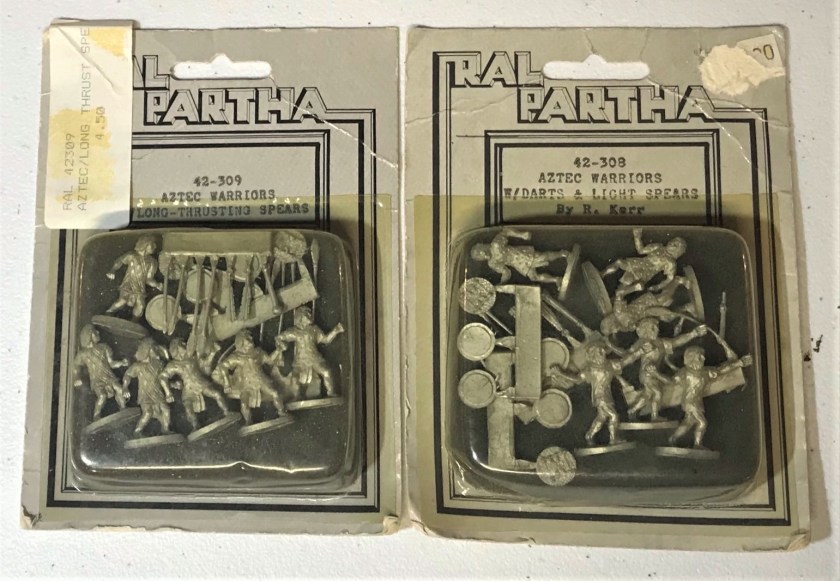 RAL 42309
AZTEC/LONG THRUST SPE
4.50
AL
PARTHA
42-309
AZTEC WARRIORS
LONG-THRUSTING SPEARS
RAL
PARTHA
42-308
AZTEC WARRIORS
W/DARTS & LIGHT SPEARS
By R. Kerr